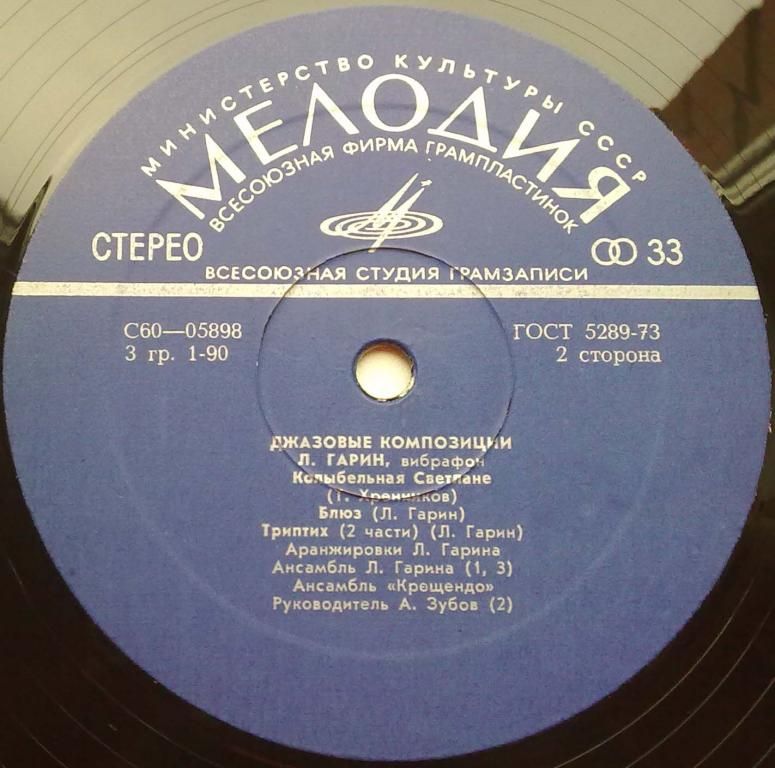 МИНИСТЕРСТВО КУЛЬТУРЫ СССР
МЕЛОДИЯ
ВСЕСОЮЗНАЯ ФИРМА ГРАМПЛАСТИНОК
СТЕРЕО 33
ВСЕСОЮЗНАЯ СТУДИЯ ГРАМЗАПИСИ
С60—05898 ГОСТ 5289-73
3 гр. 1-90 2 сторона
ДЖАЗОВЫЕ КОМПОЗИЦИИ
Л. ГАРИН, вибрафон
Колыбельная Светлане
(Т. Хренников)
Блюз (Л. Гарин)
Триптих (2 части) (Л. Гарин)
Аранжировки Л. Гарина
Ансамбль Л. Гарина (1, 3)
Ансамбль «Крещендо»
Руководитель А. Зубов (2)